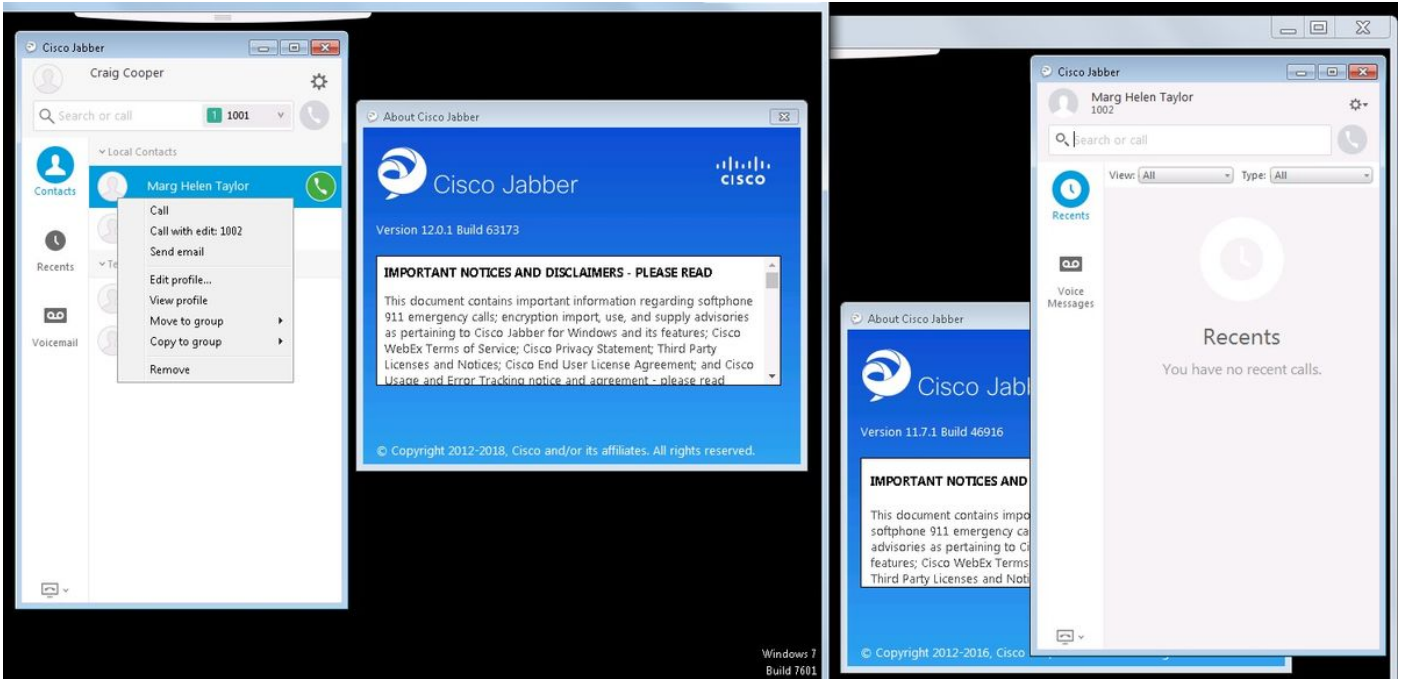 Cisco Jabber
Craig Cooper
Search or call
1 1001
Local Contacts
Contacts
Marg Helen Taylor
Call
Call with edit: 1002
Send email
Recents
Edit profile...
View profile
Move to group
Copy to group
Voicemail
Remove
About Cisco Jabber
Cisco Jabber
CISCO
Version 12.0.1 Build 63173
IMPORTANT NOTICES AND DISCLAIMERS - PLEASE READ
This document contains important information regarding softphone
911 emergency calls; encryption import, use, and supply advisories
as pertaining to Cisco Jabber for Windows and its features; Cisco
WebEx Terms of Service; Cisco Privacy Statement; Third Party
Licenses and Notices; Cisco End User License Agreement; and Cisco
Usage and Error Tracking notice and agreement - please read
© Copyright 2012-2018, Cisco and/or its affiliates. All rights reserved.
Windows 7
Build 7601
About Cisco Jabber
Cisco Jab
Version 11.7.1 Build 46916
IMPORTANT NOTICES AND
This document contains impo
softphone 911 emergency ca
advisories as pertaining to Ci
features; Cisco WebEx Terms
Third Party Licenses and Noti
© Copyright 2012-2016, Cisco
Cisco Jabber
Marg Helen Taylor
1002
Search or call
View: All Type: All
Recents
Voice
Messages
Recents
You have no recent calls.